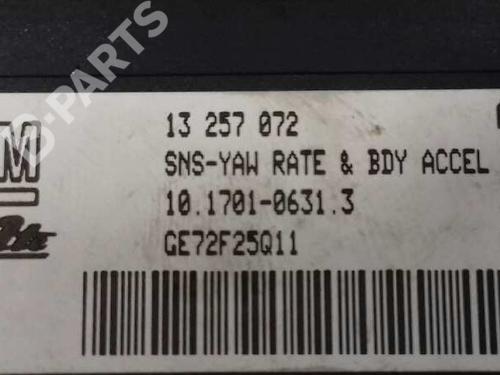 B-PARTS
M
13 257 072
SNS-YAW RATE & BDY ACCEL
10.1701-0631.3
GE72F25Q11